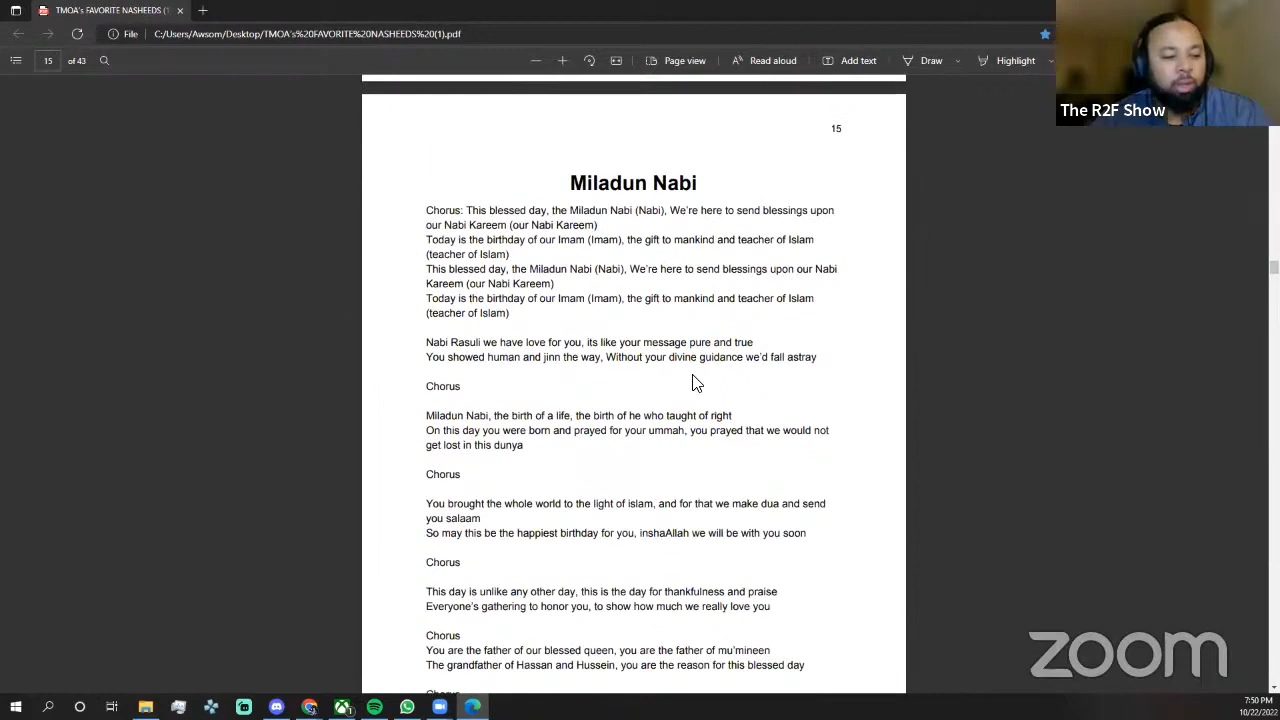 TMOA's FAVORITE NASHEEDS (
File
C:/Users/Awsom/Desktop/TMOA's%20FAVORITE%20NASHEEDS%20(1).pdf
15 of 43
Page view
Read aloud
Add text
Draw
Highlight
The R2F Show
15
Miladun Nabi
Chorus: This blessed day, the Miladun Nabi (Nabi), We're here to send blessings upon
our Nabi Kareem (our Nabi Kareem)
Today is the birthday of our Imam (Imam), the gift to mankind and teacher of Islam
(teacher of Islam)
This blessed day, the Miladun Nabi (Nabi), We're here to send blessings upon our Nabi
Kareem (our Nabi Kareem)
Today is the birthday of our Imam (Imam), the gift to mankind and teacher of Islam
(teacher of Islam)
Nabi Rasuli we have love for you, its like your message pure and true
You showed human and jinn the way, Without your divine guidance we'd fall astray
Chorus
Miladun Nabi, the birth of a life, the birth of he who taught of right
On this day you were born and prayed for your ummah, you prayed that we would not
get lost in this dunya
Chorus
You brought the whole world to the light of islam, and for that we make dua and send
you salaam
So may this be the happiest birthday for you, inshaAllah we will be with you soon
Chorus
This day is unlike any other day, this is the day for thankfulness and praise
Everyone's gathering to honor you, to show how much we really love you
Chorus
You are the father of our blessed queen, you are the father of mu'mineen
The grandfather of Hassan and Hussein, you are the reason for this blessed day
Chorus
zoom
7:50 PM
10/22/2022